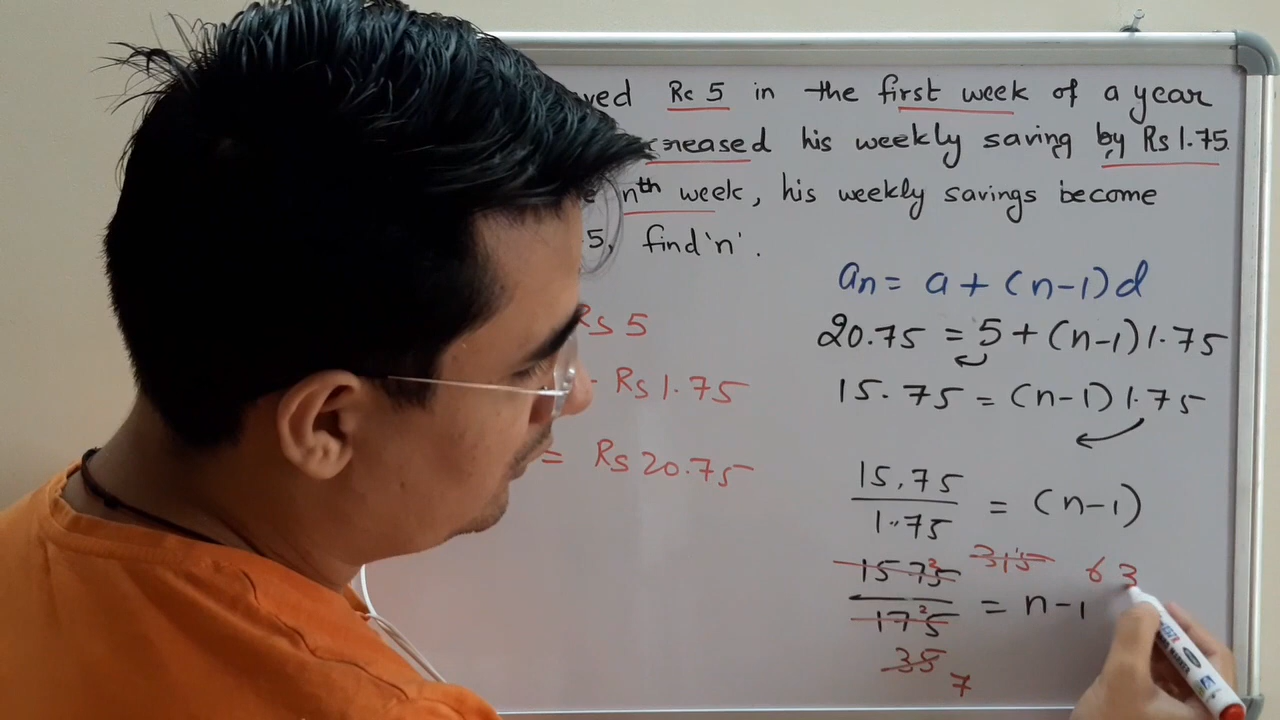 ved Rs 5 in the first week of a year
creased his weekly saving by Rs 1.75.
nth week, his weekly savings become
5, find 'n'.
Rs 5
- Rs 1.75
= Rs 20.75
an = a + (n-1)d
20.75 = 5 + (n-1)1.75
15.75 = (n-1) 1.75
15.75
1.75
= (n-1)
1575 315 63
175
= n-1
35
7